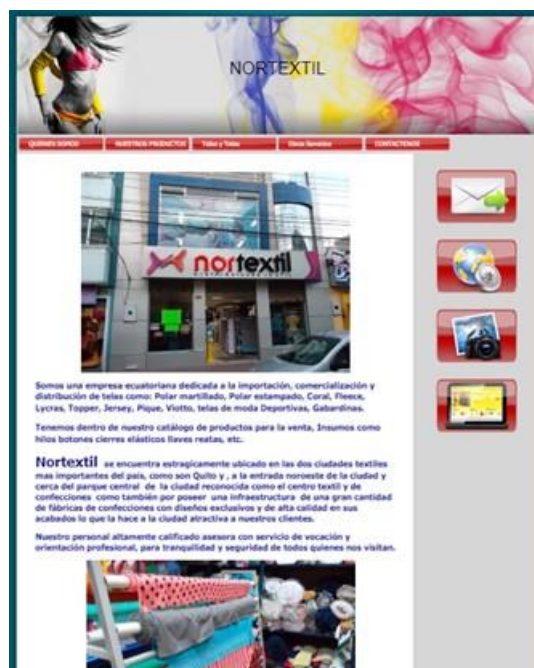 NORTEXTIL
QUIENES SOMOS NUESTROS PRODUCTOS Telas y Telas Otros Servicios CONTACTENOS
nortextil
Somos una empresa ecuatoriana dedicada a la importación, comercialización y
distribución de telas como: Polar martillado, Polar estampado, Coral, Fleece,
Lycras, Topper, Jersey, Pique, Viotto, telas de moda Deportivas, Gabardinas.
Tenemos dentro de nuestro catálogo de productos para la venta, Insumos como
hilos botones cierres elásticos llaves reatas, etc.
Nortextil se encuentra estragicamente ubicado en las dos ciudades textiles
mas importantes del país, como son Quito y , a la entrada noroeste de la ciudad y
cerca del parque central de la ciudad reconocida como el centro textil y de
confecciones como también por poseer una infraestructura de una gran cantidad
de fábricas de confecciones con diseños exclusivos y de alta calidad en sus
acabados lo que la hace a la ciudad atractiva a nuestros clientes.
Nuestro personal altamente calificado asesora con servicio de vocación y
orientación profesional, para tranquilidad y seguridad de todos quienes nos visitan.